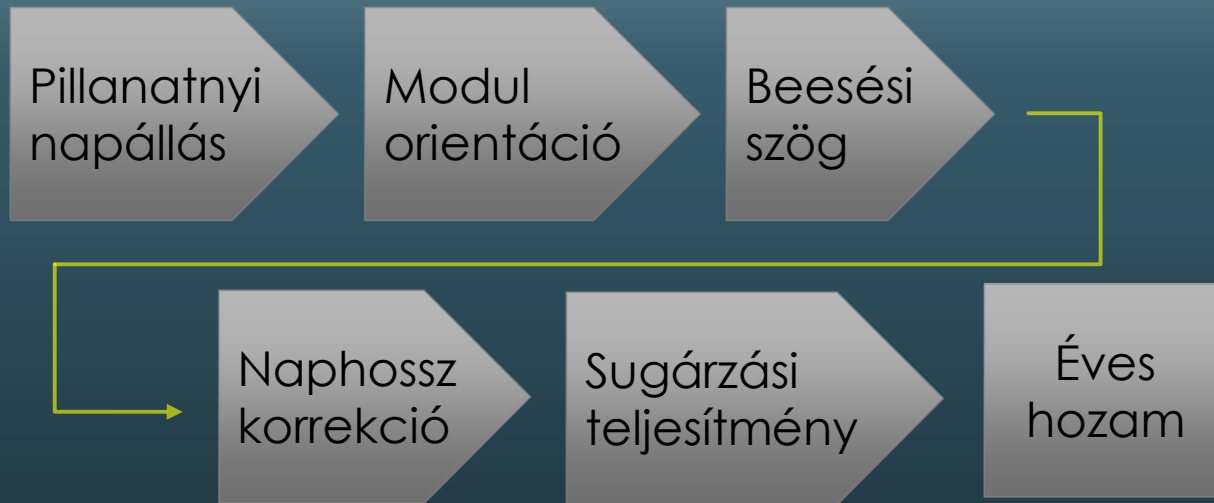 Pillanatnyi
napállás
Modul
orientáció
Beesési
szög
Naphossz
korrekció
Sugárzási
teljesítmény
Éves
hozam